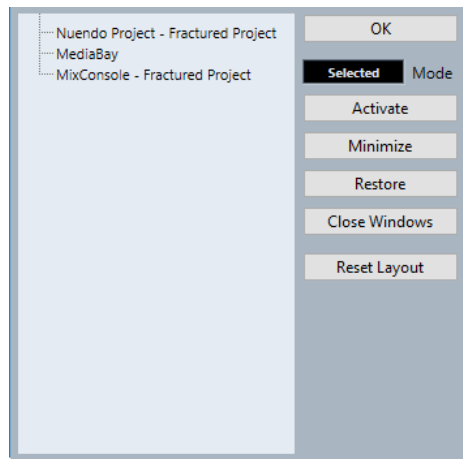 Nuendo Project - Fractured Project
MediaBay
MixConsole - Fractured Project
OK
Selected Mode
Activate
Minimize
Restore
Close Windows
Reset Layout